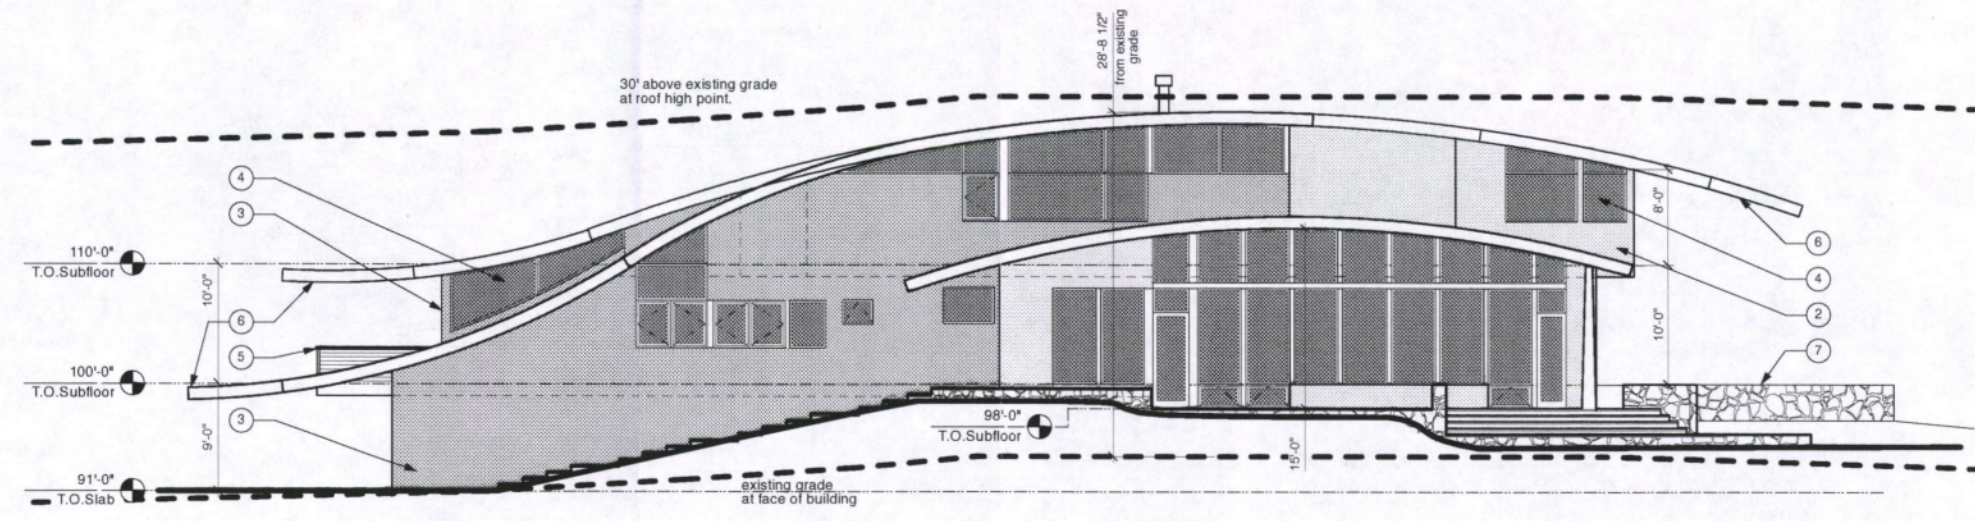 28'-8 1/2"
from existing
grade
30' above existing grade
at roof high point.
4
3
110'-0"
T.O.Subfloor
10'-0"
6
5
100'-0"
T.O.Subfloor
3
9'-0"
91'-0"
T.O.Slab
existing grade
at face of building
98'-0"
T.O.Subfloor
15'-0"
8'-0"
10'-0"
6
4
2
7